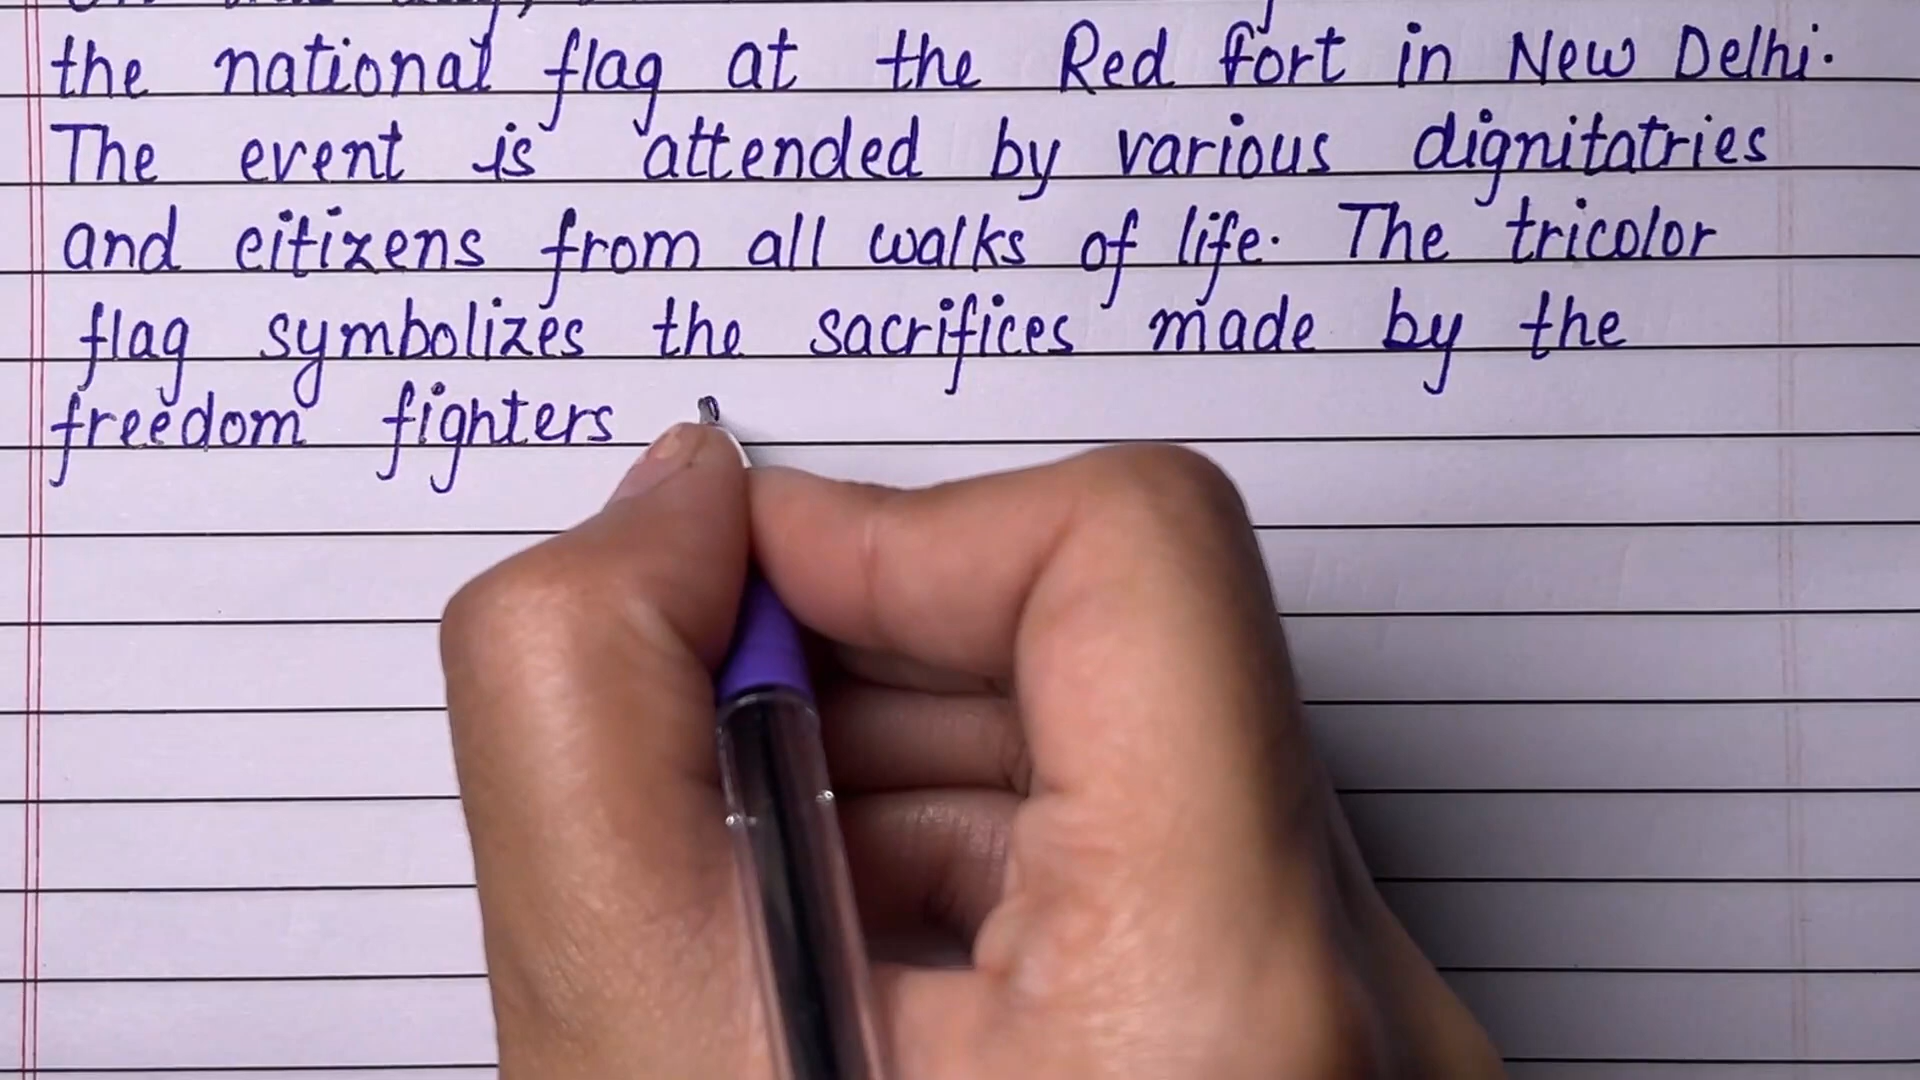 the national flag at the Red fort in New Delhi.
The event is attended by various dignitatries
and citizens from all walks of life. The tricolor
flag symbolizes the sacrifices made by the
freedom fighters